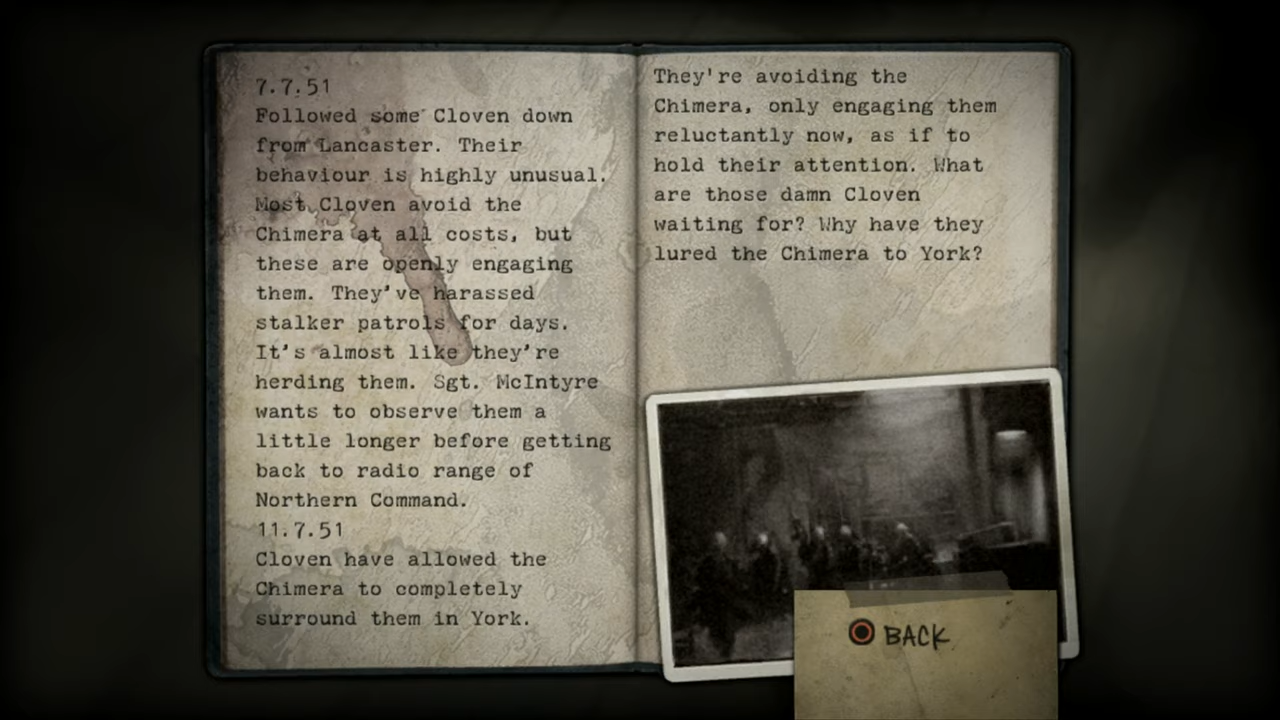 7.7.51
Followed some Cloven down
from Lancaster. Their
behaviour is highly unusual.
Most Cloven avoid the
Chimera at all costs, but
these are openly engaging
them. They've harassed
stalker patrols for days.
It's almost like they're
herding them. Sgt. McIntyre
wants to observe them a
little longer before getting
back to radio range of
Northern Command.
11.7.51
Cloven have allowed the
Chimera to completely
surround them in York.
They're avoiding the
Chimera, only engaging them
reluctantly now, as if to
hold their attention. What
are those damn Cloven
waiting for? Why have they
lured the Chimera to York?
BACK